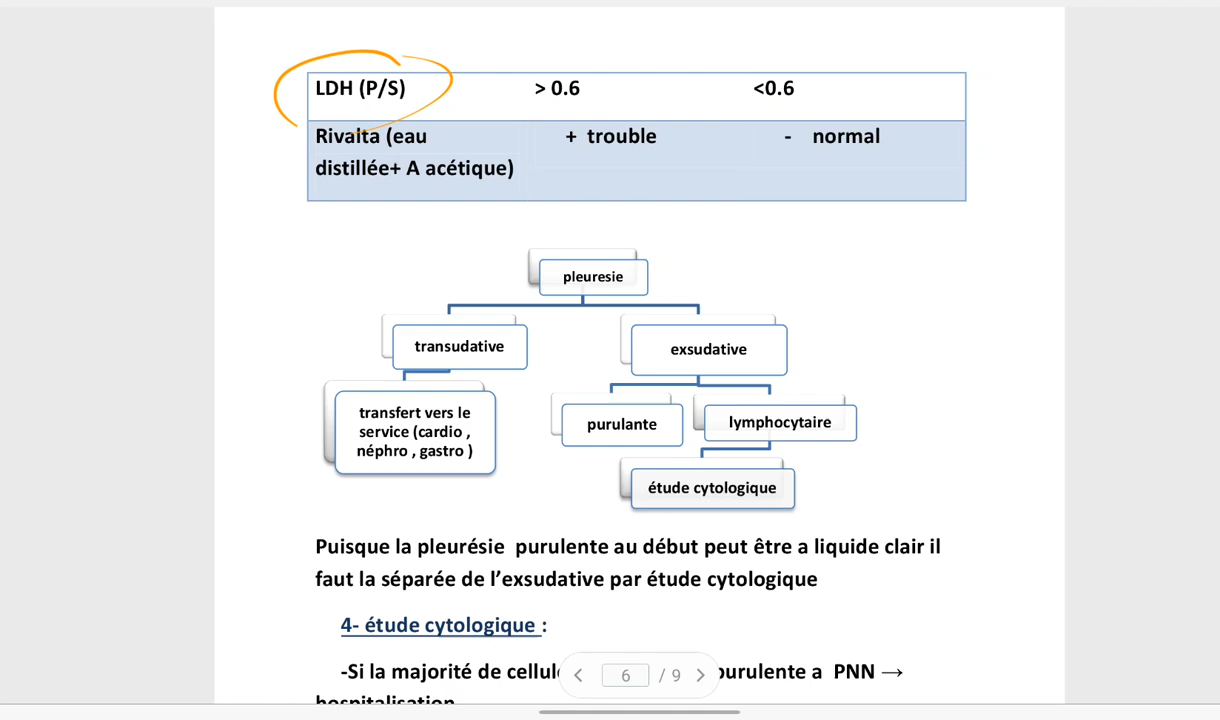 LDH (P/S) > 0.6 <0.6
Rivalta (eau + trouble - normal
distillée+ A acétique)
pleuresie
transudative
exsudative
transfert vers le
service (cardio ,
néphro , gastro )
purulante
lymphocytaire
étude cytologique
Puisque la pleurésie purulente au début peut être a liquide clair il
faut la séparée de l’exsudative par étude cytologique
4- étude cytologique :
-Si la majorité de purulente a PNN →
hospitalisation
6 / 9